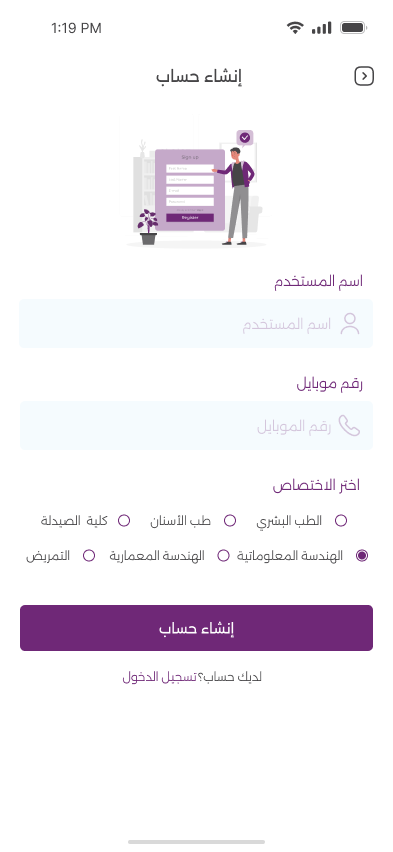 1:19 PM
إنشاء حساب
Sign up
Register
اسم المستخدم
اسم المستخدم
رقم موبايل
رقم الموبايل
اختر الاختصاص
الطب البشري طب الأسنان كلية الصيدلة
الهندسة المعلوماتية الهندسة المعمارية التمريض
إنشاء حساب
لديك حساب؟تسجيل الدخول